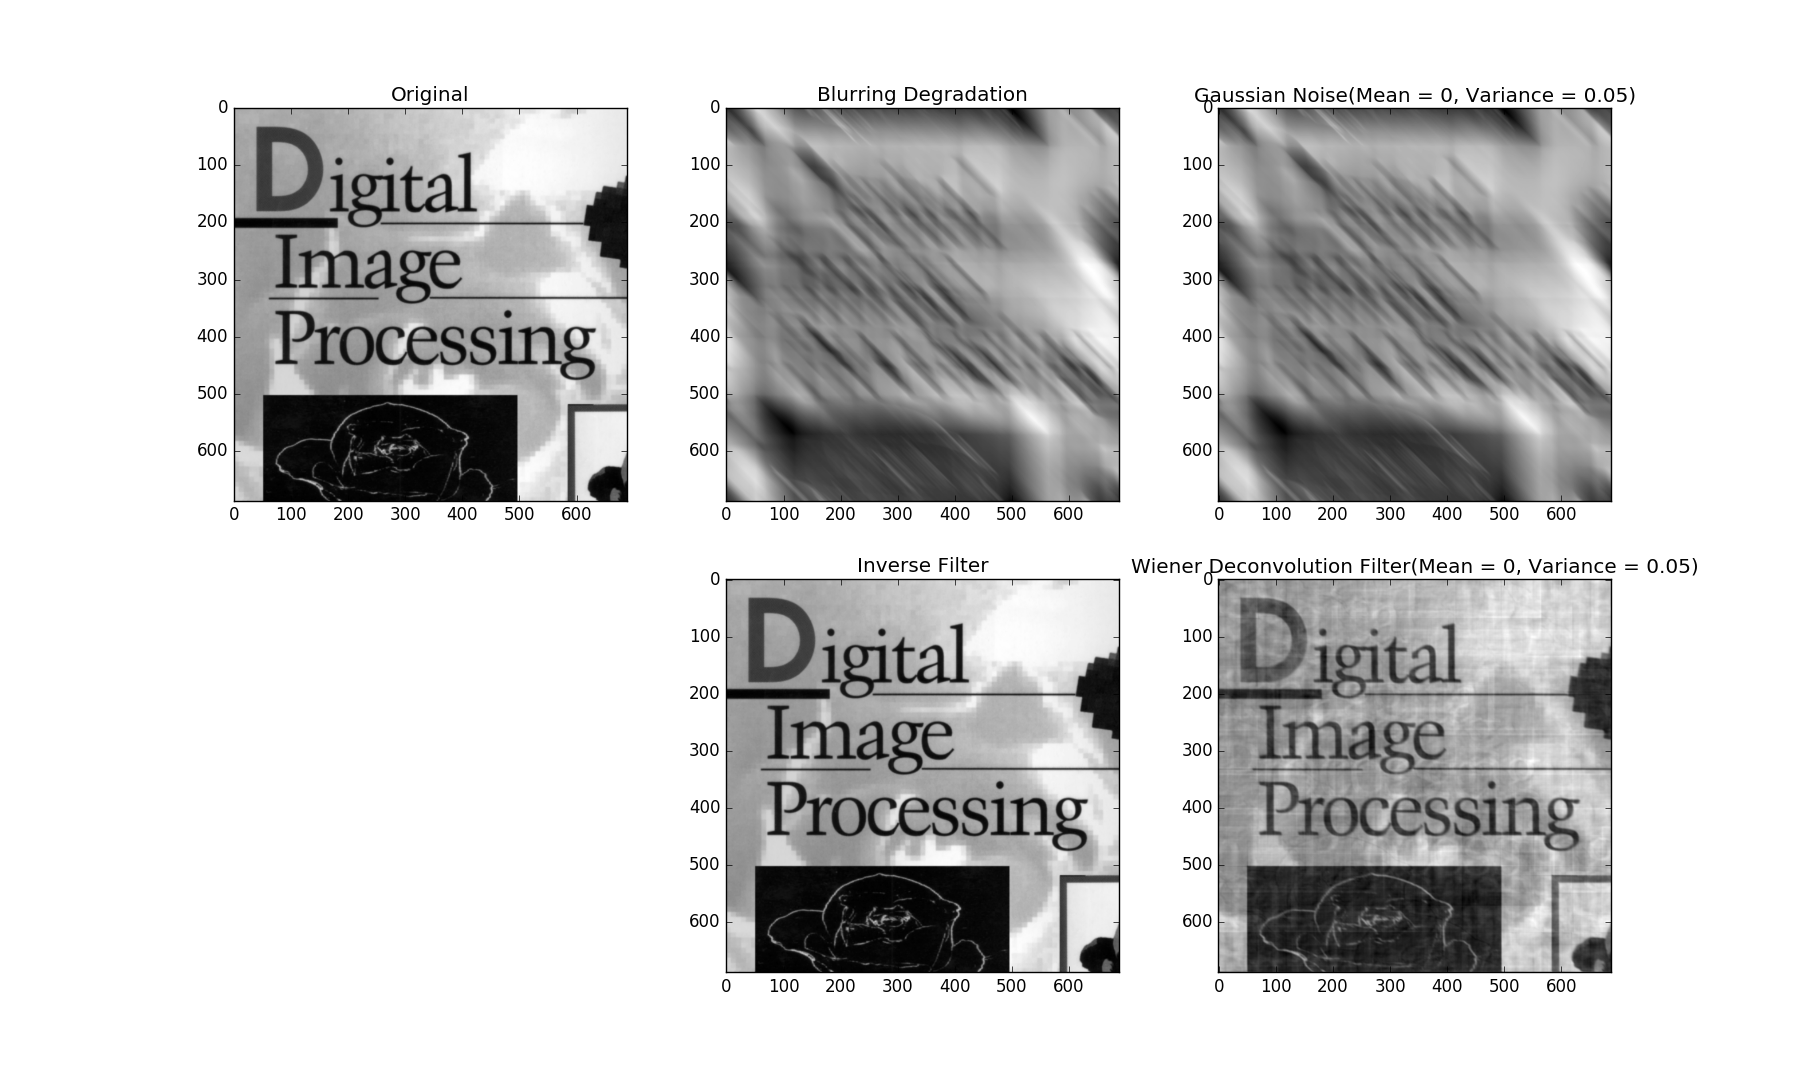 Original
Blurring Degradation
Gaussian Noise(Mean = 0, Variance = 0.05)
0
100
200
300
400
500
600
Digital
Image
Processing
0 100 200 300 400 500 600
0
100
200
300
400
500
600
0 100 200 300 400 500 600
0
100
200
300
400
500
600
0 100 200 300 400 500 600
Inverse Filter
Wiener Deconvolution Filter(Mean = 0, Variance = 0.05)
0
100
200
300
400
500
600
Digital
Image
Processing
0 100 200 300 400 500 600
0
100
200
300
400
500
600
Digital
Image
Processing
0 100 200 300 400 500 600